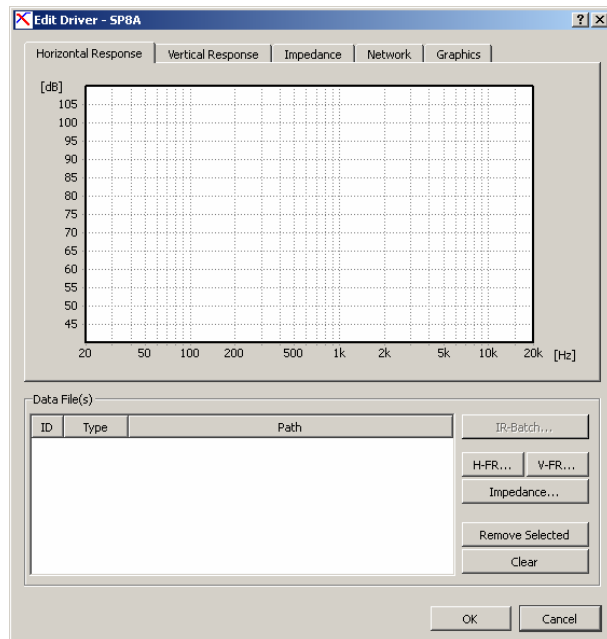 Edit Driver - SP8A
Horizontal Response Vertical Response Impedance Network Graphics
[dB]
105
100
95
90
85
80
75
70
65
60
55
50
45
20 50 100 200 500 1k 2k 5k 10k 20k [Hz]
Data File(s)
ID Type Path
IR-Batch...
H-FR... V-FR...
Impedance...
Remove Selected
Clear
OK Cancel